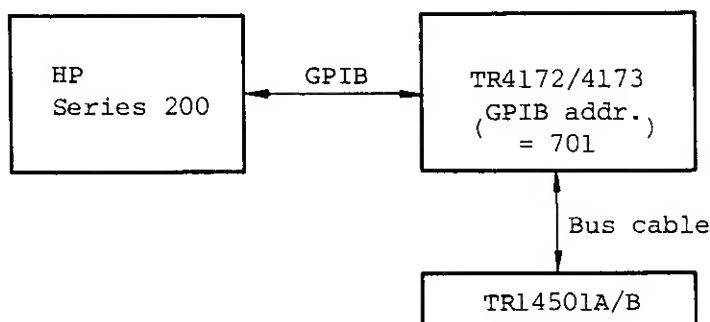 HP
Series 200
GPIB
TR4172/4173
(GPIB addr.
= 701)
Bus cable
TR14501A/B